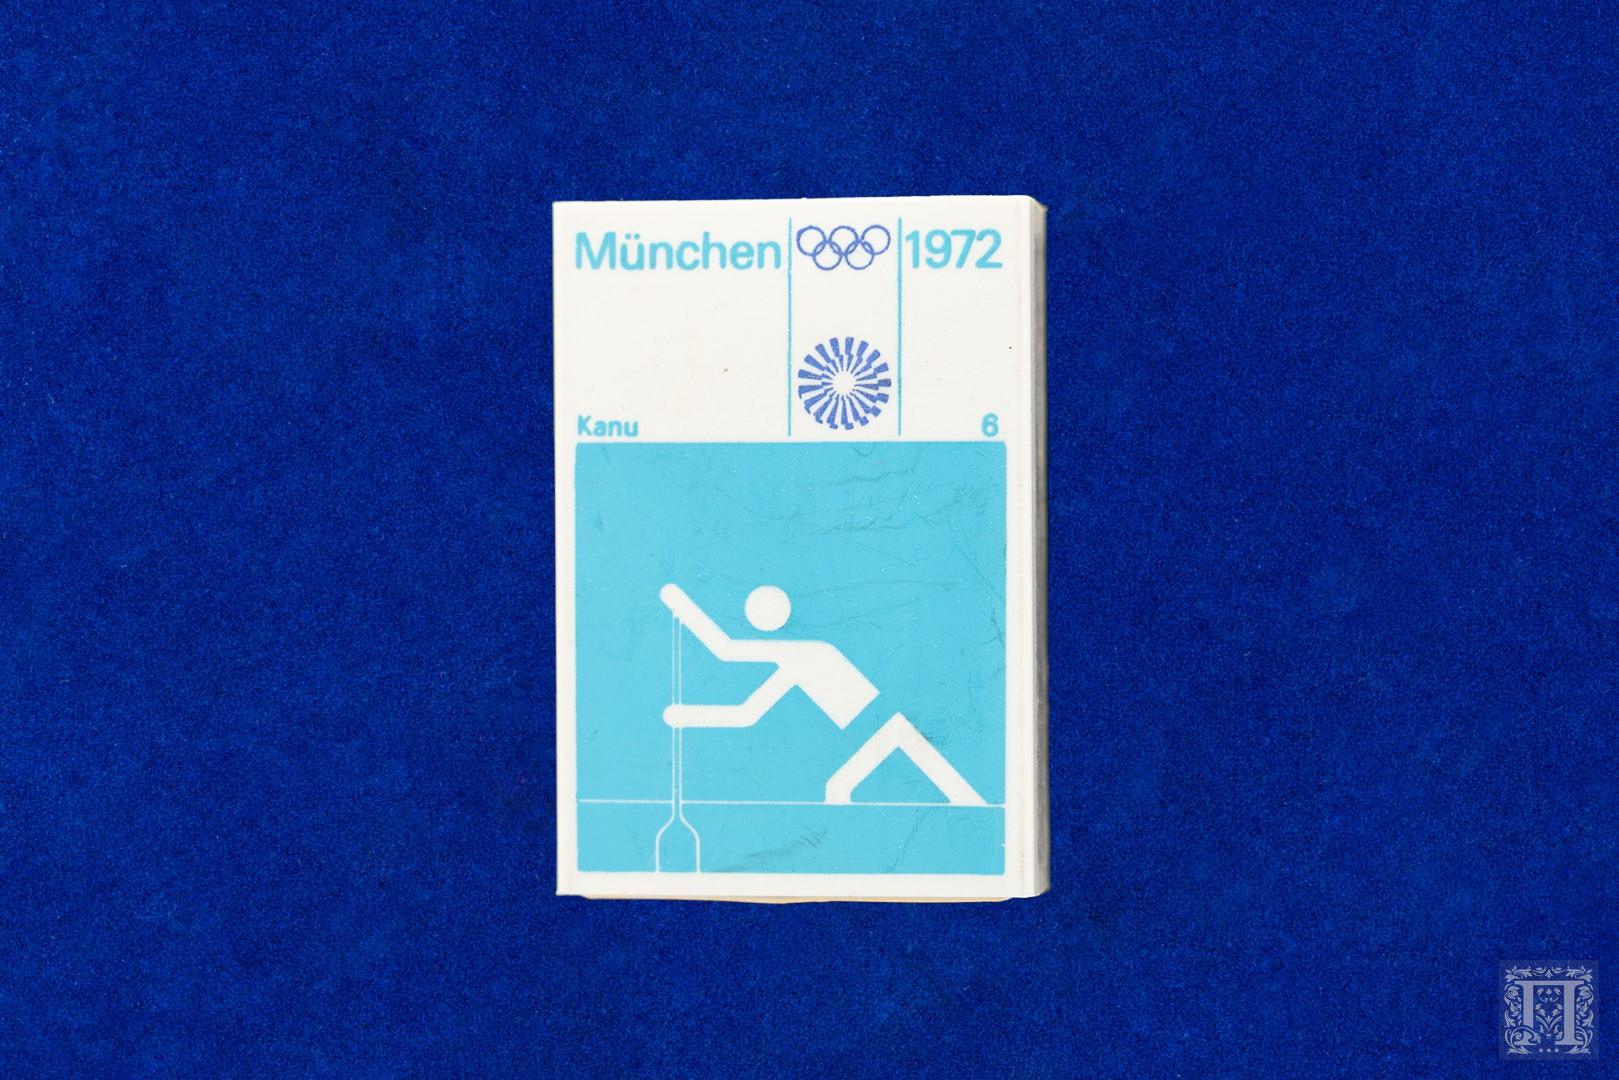 München 1972
Kanu 6
П